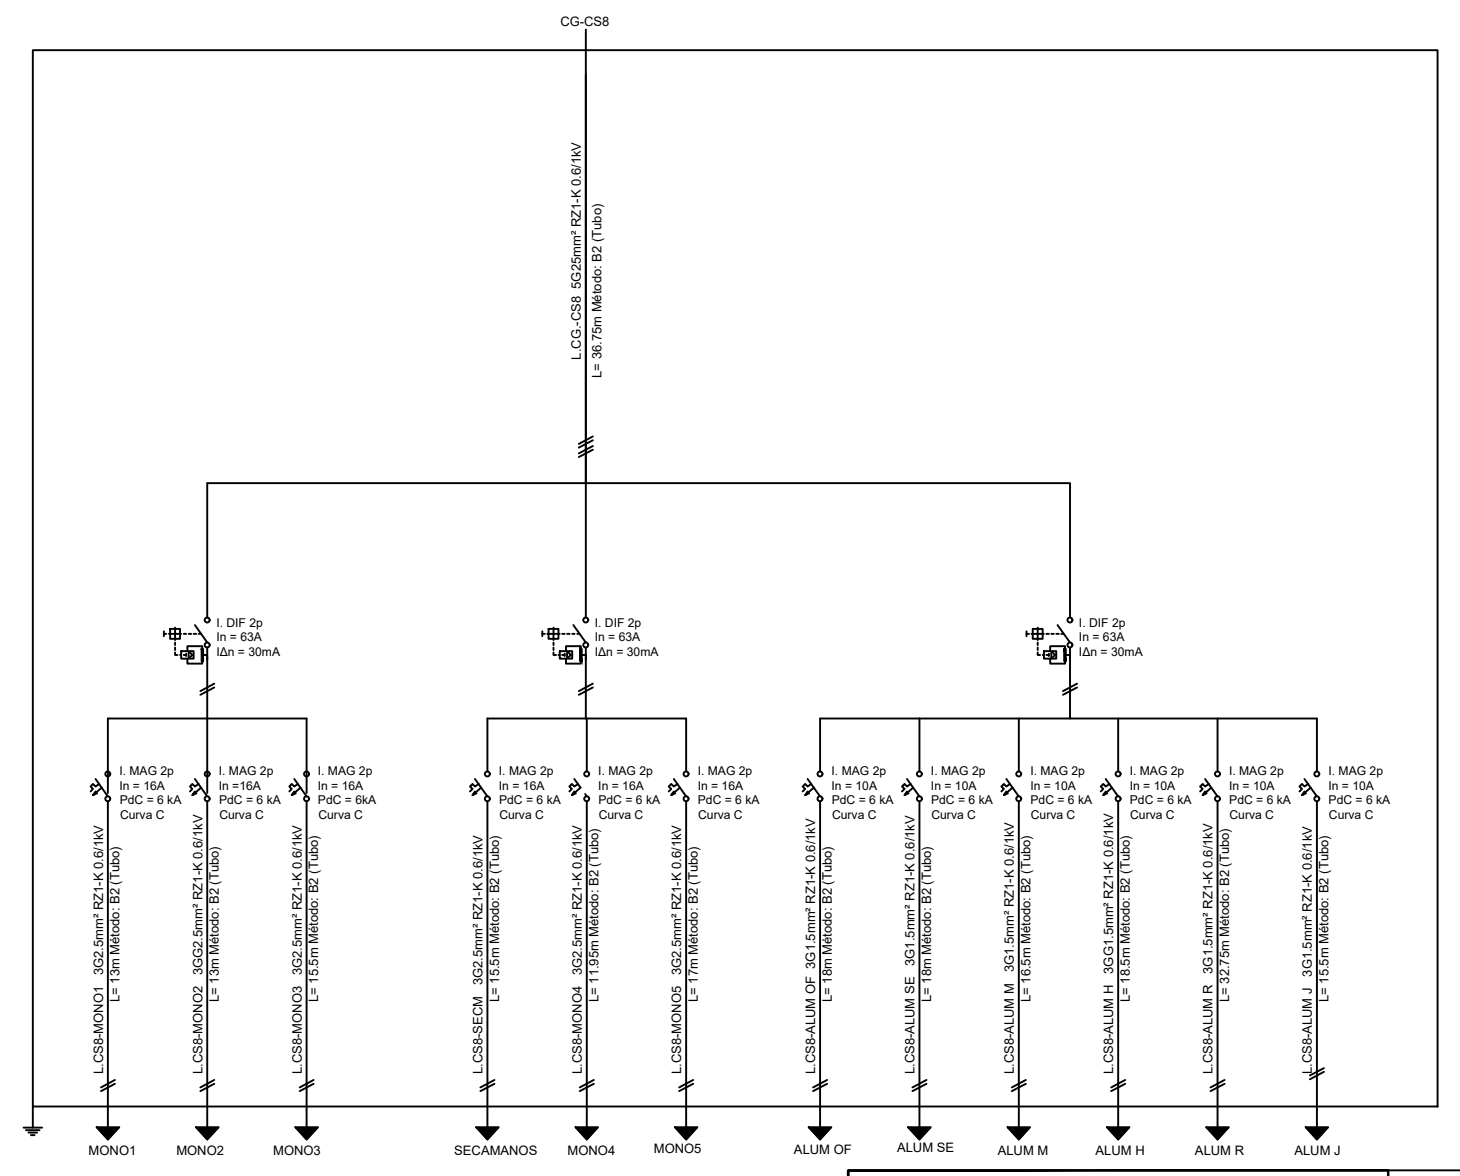 CG-CS8
L.CG.-CS8 5G25mm² RZ1-K 0.6/1kV
L= 36.75m Método: B2 (Tubo)
I. DIF 2p
In = 63A
IΔn = 30mA
I. DIF 2p
In = 63A
IΔn = 30mA
I. DIF 2p
In = 63A
IΔn = 30mA
I. MAG 2p
In = 16A
PdC = 6 kA
Curva C
I. MAG 2p
In =16A
PdC = 6 kA
Curva C
I. MAG 2p
In = 16A
PdC = 6kA
Curva C
I. MAG 2p
In = 16A
PdC = 6 kA
Curva C
I. MAG 2p
In = 16A
PdC = 6 kA
Curva C
I. MAG 2p
In = 16A
PdC = 6 kA
Curva C
I. MAG 2p
In = 10A
PdC = 6 kA
Curva C
I. MAG 2p
In = 10A
PdC = 6 kA
Curva C
I. MAG 2p
In = 10A
PdC = 6 kA
Curva C
I. MAG 2p
In = 10A
PdC = 6 kA
Curva C
I. MAG 2p
In = 10A
PdC = 6 kA
Curva C
I. MAG 2p
In = 10A
PdC = 6 kA
Curva C
L.CS8-MONO1 3G2.5mm² RZ1-K 0.6/1kV
L= 13m Método: B2 (Tubo)
L.CS8-MONO2 3GG2.5mm² RZ1-K 0.6/1kV
L= 13m Método: B2 (Tubo)
L.CS8-MONO3 3G2.5mm² RZ1-K 0.6/1kV
L= 15.5m Método: B2 (Tubo)
L.CS8-SECM 3G2.5mm² RZ1-K 0.6/1kV
L= 15.5m Método: B2 (Tubo)
L.CS8-MONO4 3G2.5mm² RZ1-K 0.6/1kV
L= 11.95m Método: B2 (Tubo)
L.CS8-MONO5 3G2.5mm² RZ1-K 0.6/1kV
L= 17m Método: B2 (Tubo)
L.CS8-ALUM OF 3G1.5mm² RZ1-K 0.6/1kV
L= 18m Método: B2 (Tubo)
L.CS8-ALUM SE 3G1.5mm² RZ1-K 0.6/1kV
L= 18m Método: B2 (Tubo)
L.CS8-ALUM M 3G1.5mm² RZ1-K 0.6/1kV
L= 16.5m Método: B2 (Tubo)
L.CS8-ALUM H 3GG1.5mm² RZ1-K 0.6/1kV
L= 18.5m Método: B2 (Tubo)
L.CS8-ALUM R 3G1.5mm² RZ1-K 0.6/1kV
L= 32.75m Método: B2 (Tubo)
L.CS8-ALUM J 3G1.5mm² RZ1-K 0.6/1kV
L= 15.5m Método: B2 (Tubo)
MONO1
MONO2
MONO3
SECAMANOS
MONO4
MONO5
ALUM OF
ALUM SE
ALUM M
ALUM H
ALUM R
ALUM J